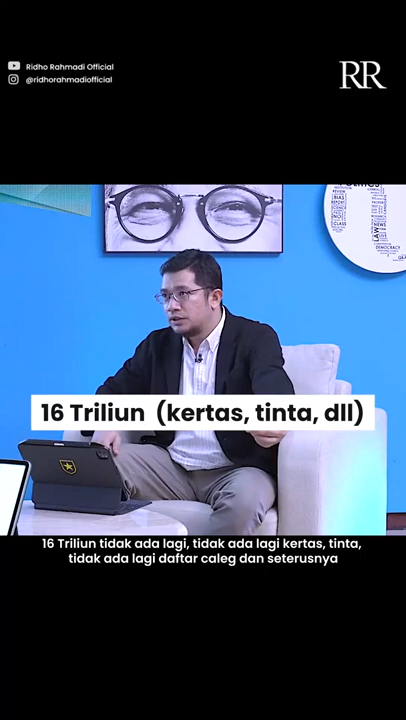 Ridho Rahmadi Official
@ridhorahmadiofficial
RR
16 Triliun (kertas, tinta, dll)
16 Triliun tidak ada lagi, tidak ada lagi kertas, tinta,
tidak ada lagi daftar caleg dan seterusnya